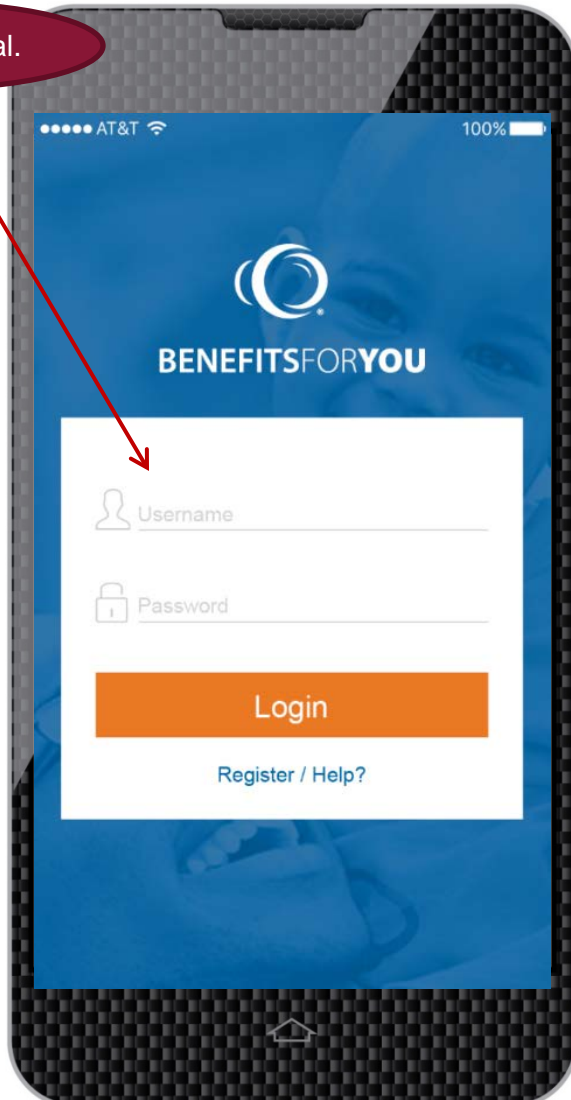 al.
AT&T 100%
BENEFITSFORYOU
Username
Password
Login
Register / Help?